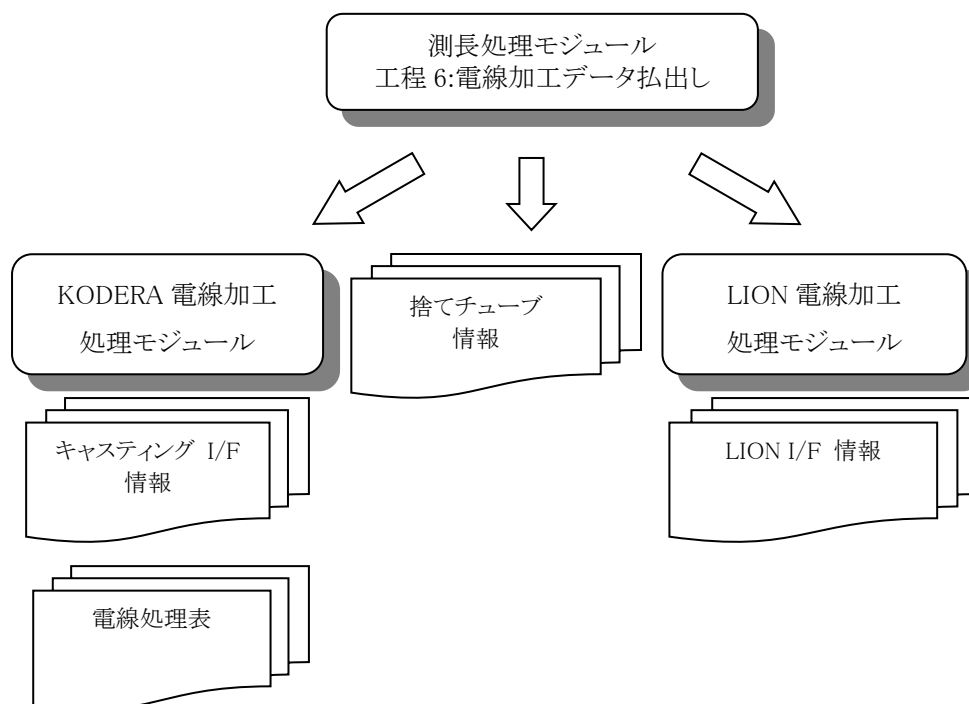 測長処理モジュール
工程 6:電線加工データ払出し
KODERA 電線加工
処理モジュール
捨てチューブ
情報
LION 電線加工
処理モジュール
キャスティング I/F
情報
LION I/F 情報
電線処理表